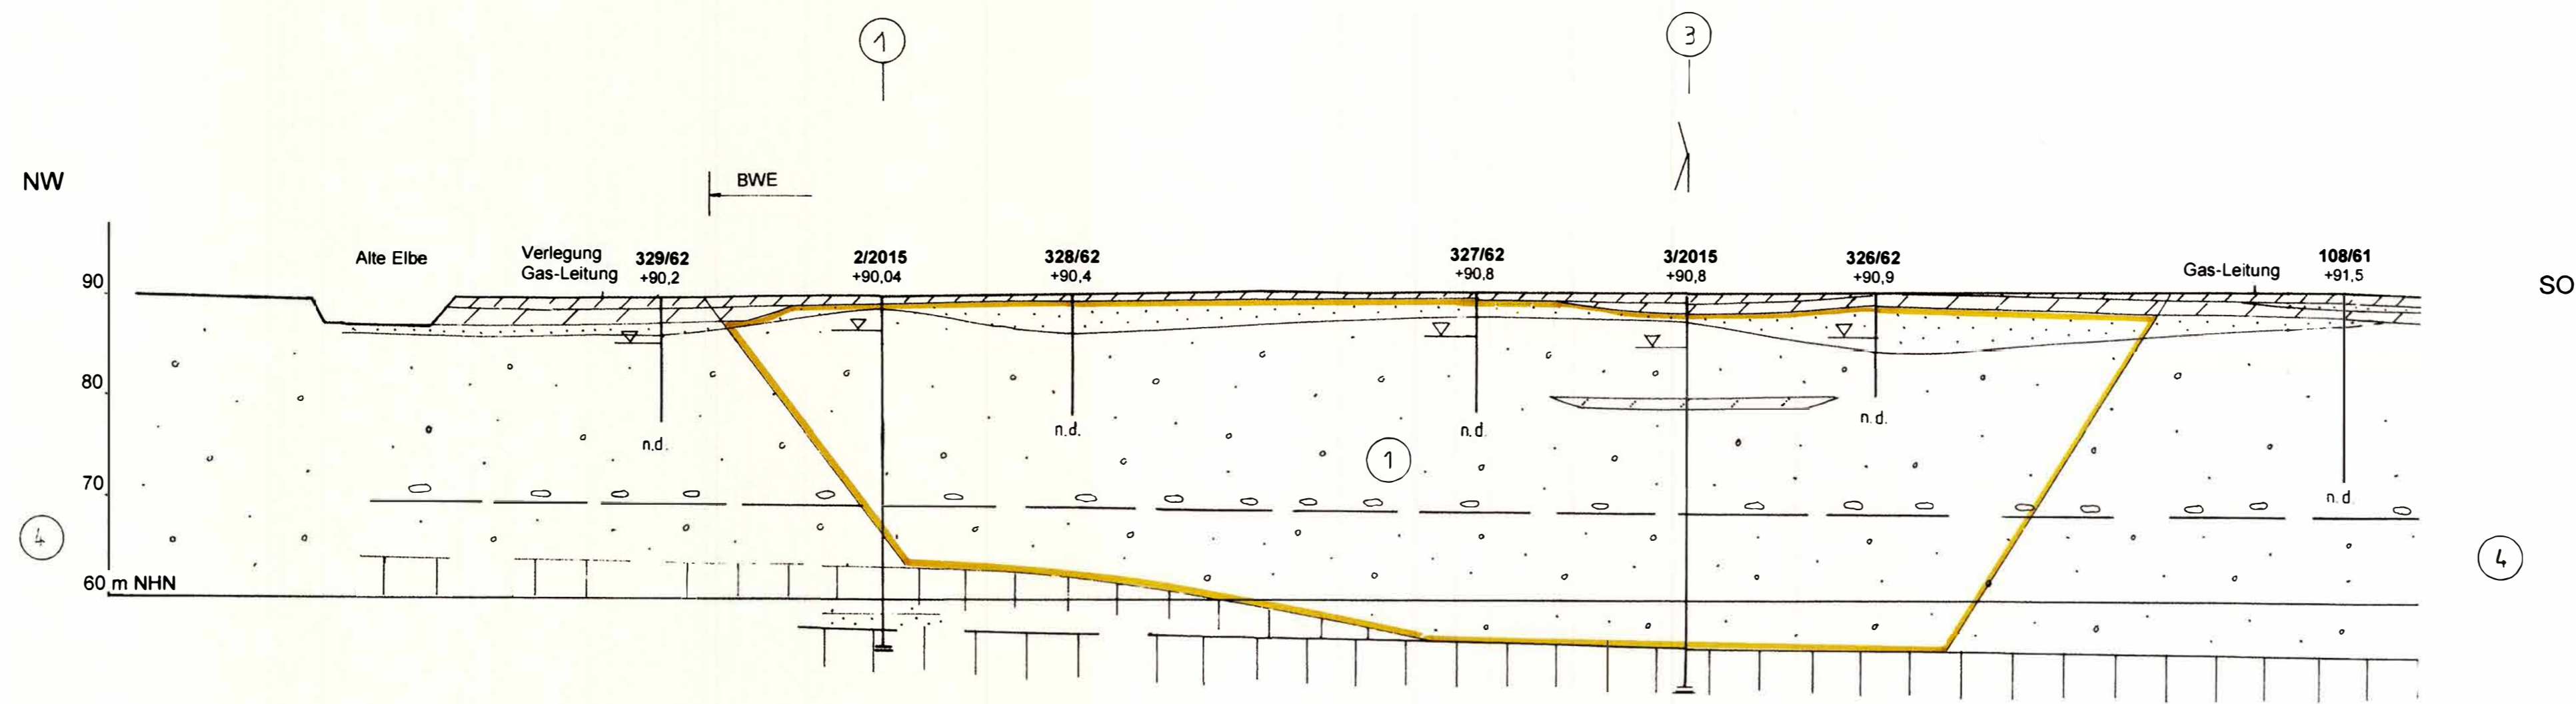 1
3
NW
BWE
Alte Elbe
Verlegung
Gas-Leitung
329/62
+90,2
2/2015
+90,04
328/62
+90,4
327/62
+90,8
3/2015
+90,8
326/62
+90,9
Gas-Leitung
108/61
+91,5
SO
90
80
70
60 m NHN
n.d.
n.d.
n.d.
n.d.
n.d.
1
4
4